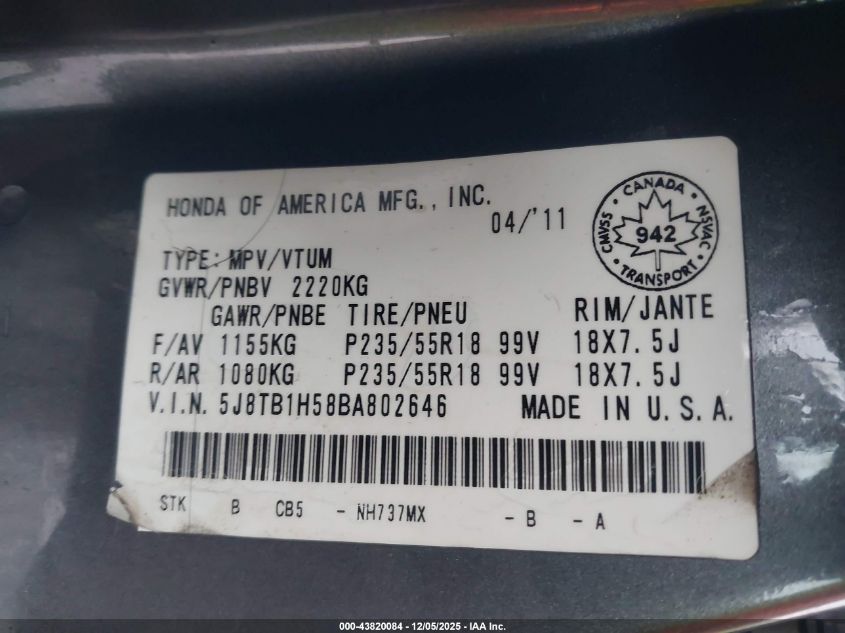 HONDA OF AMERICA MFG., INC.
04/'11
CANADA
CMVSS 942 NSVAC
TRANSPORT
TYPE: MPV/VTUM
GVWR/PNBV 2220KG
GAWR/PNBE TIRE/PNEU RIM/JANTE
F/AV 1155KG P235/55R18 99V 18X7.5J
R/AR 1080KG P235/55R18 99V 18X7.5J
V.I.N. 5J8TB1H58BA802646 MADE IN U.S.A.
STK B CB5 - NH737MX - B - A
000-43820084 - 12/05/2025 - IAA Inc.